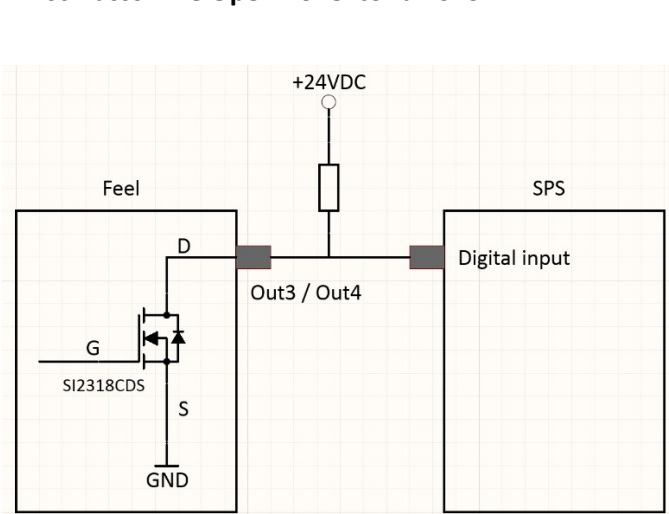 +24VDC
Feel
SPS
D
Digital input
Out3 / Out4
G
SI2318CDS
S
GND